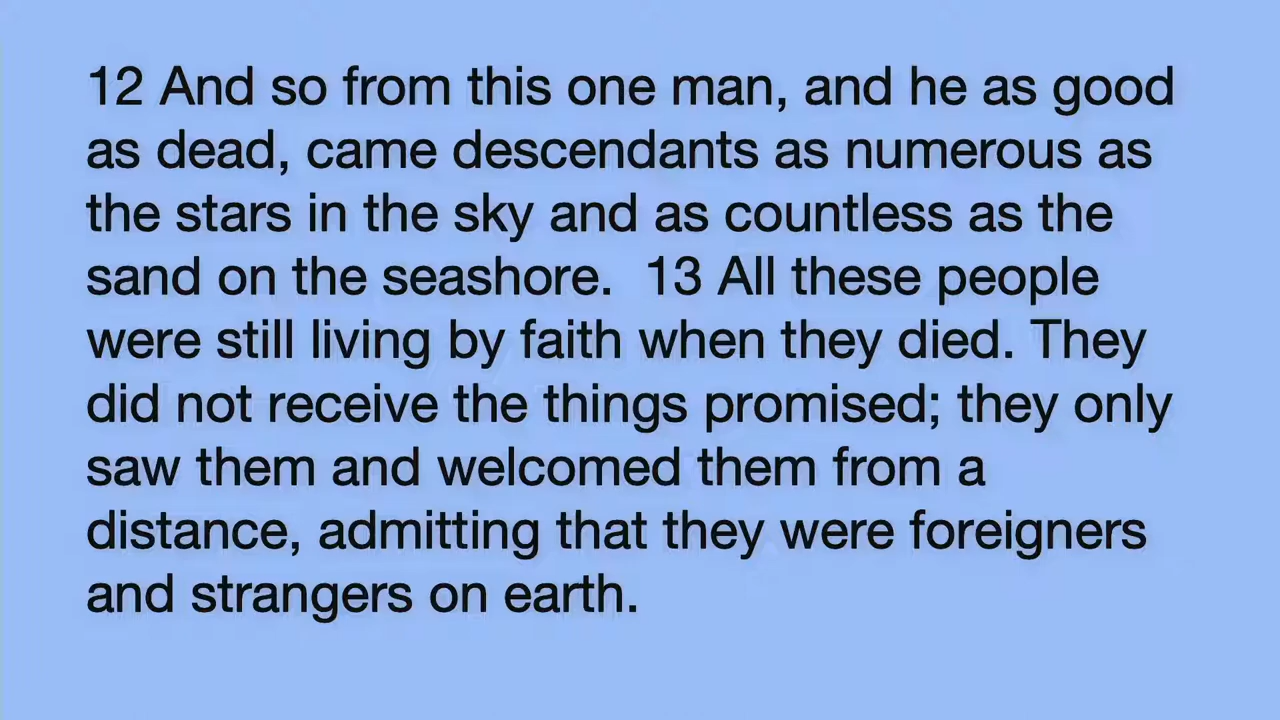 12 And so from this one man, and he as good
as dead, came descendants as numerous as
the stars in the sky and as countless as the
sand on the seashore.  13 All these people
were still living by faith when they died. They
did not receive the things promised; they only
saw them and welcomed them from a
distance, admitting that they were foreigners
and strangers on earth.